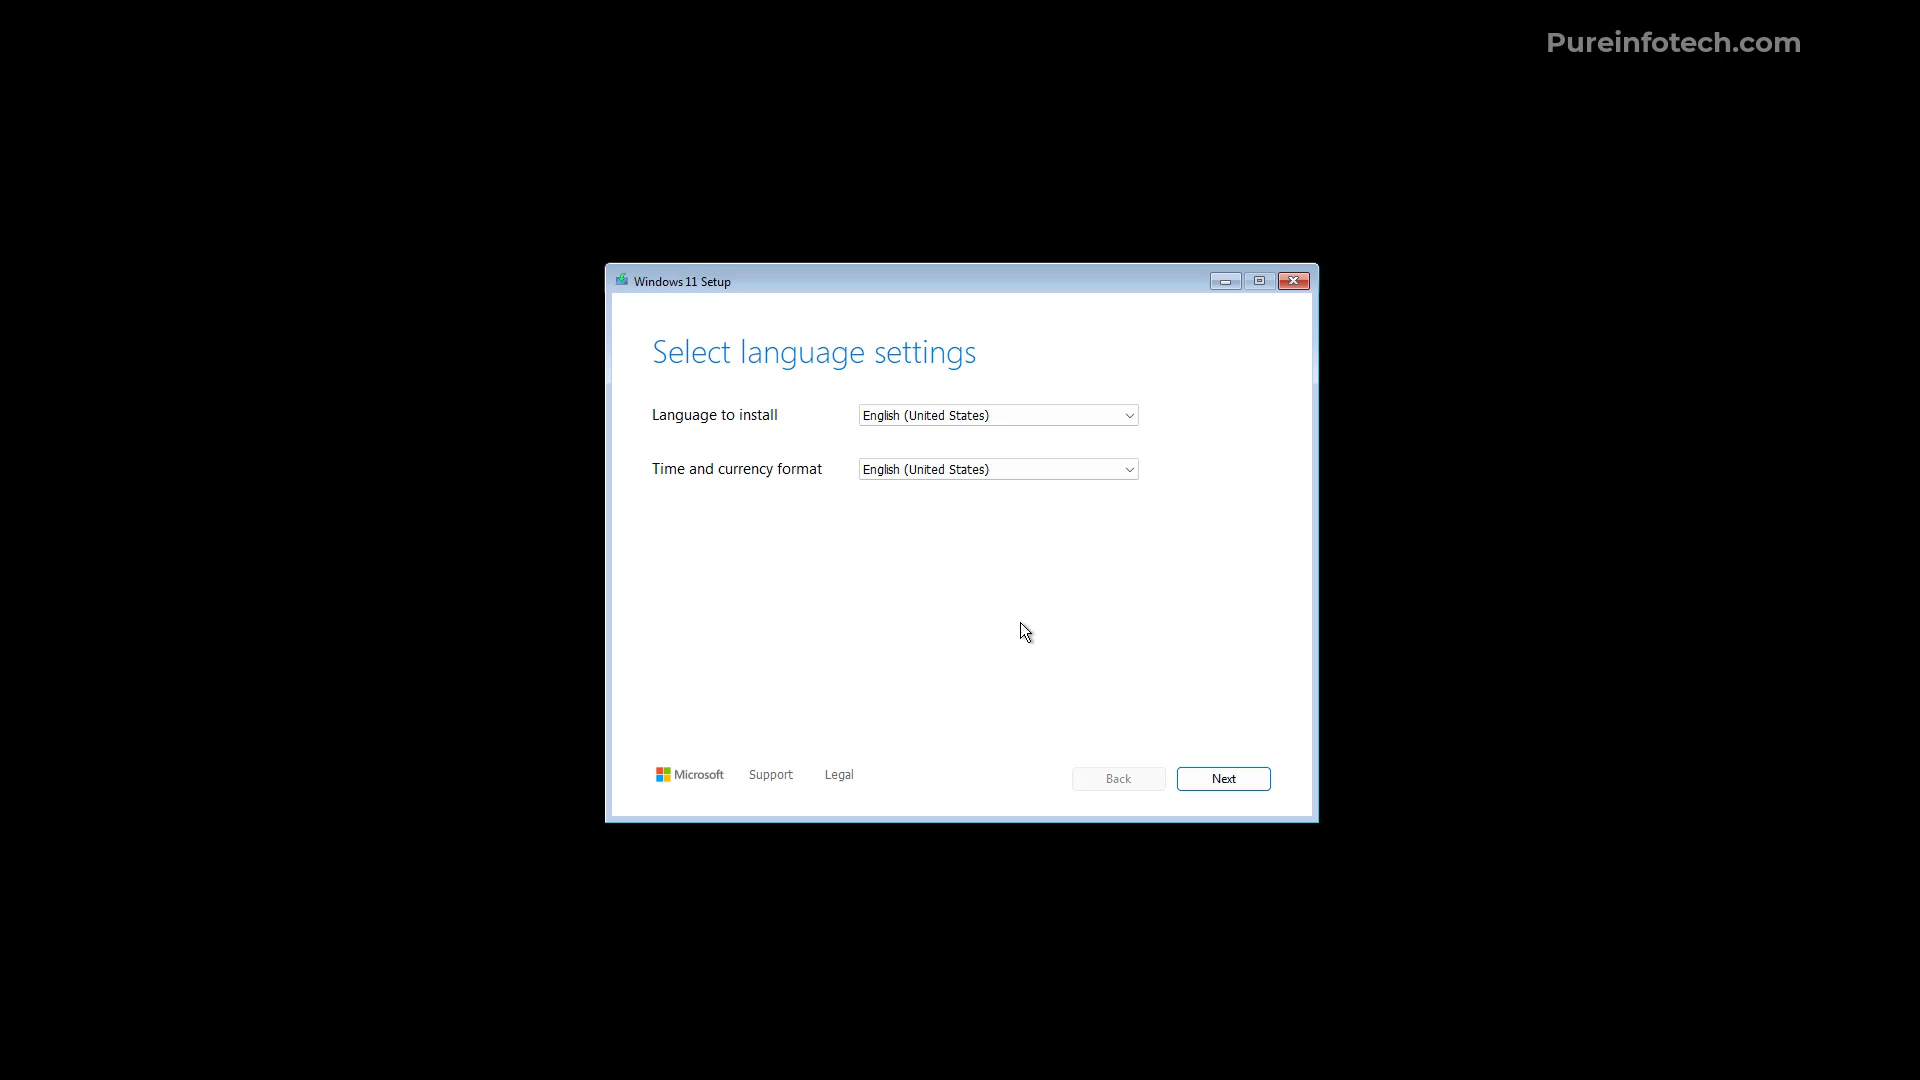 Pureinfotech.com
Windows 11 Setup
Select language settings
Language to install English (United States)
Time and currency format English (United States)
Microsoft Support Legal Back Next